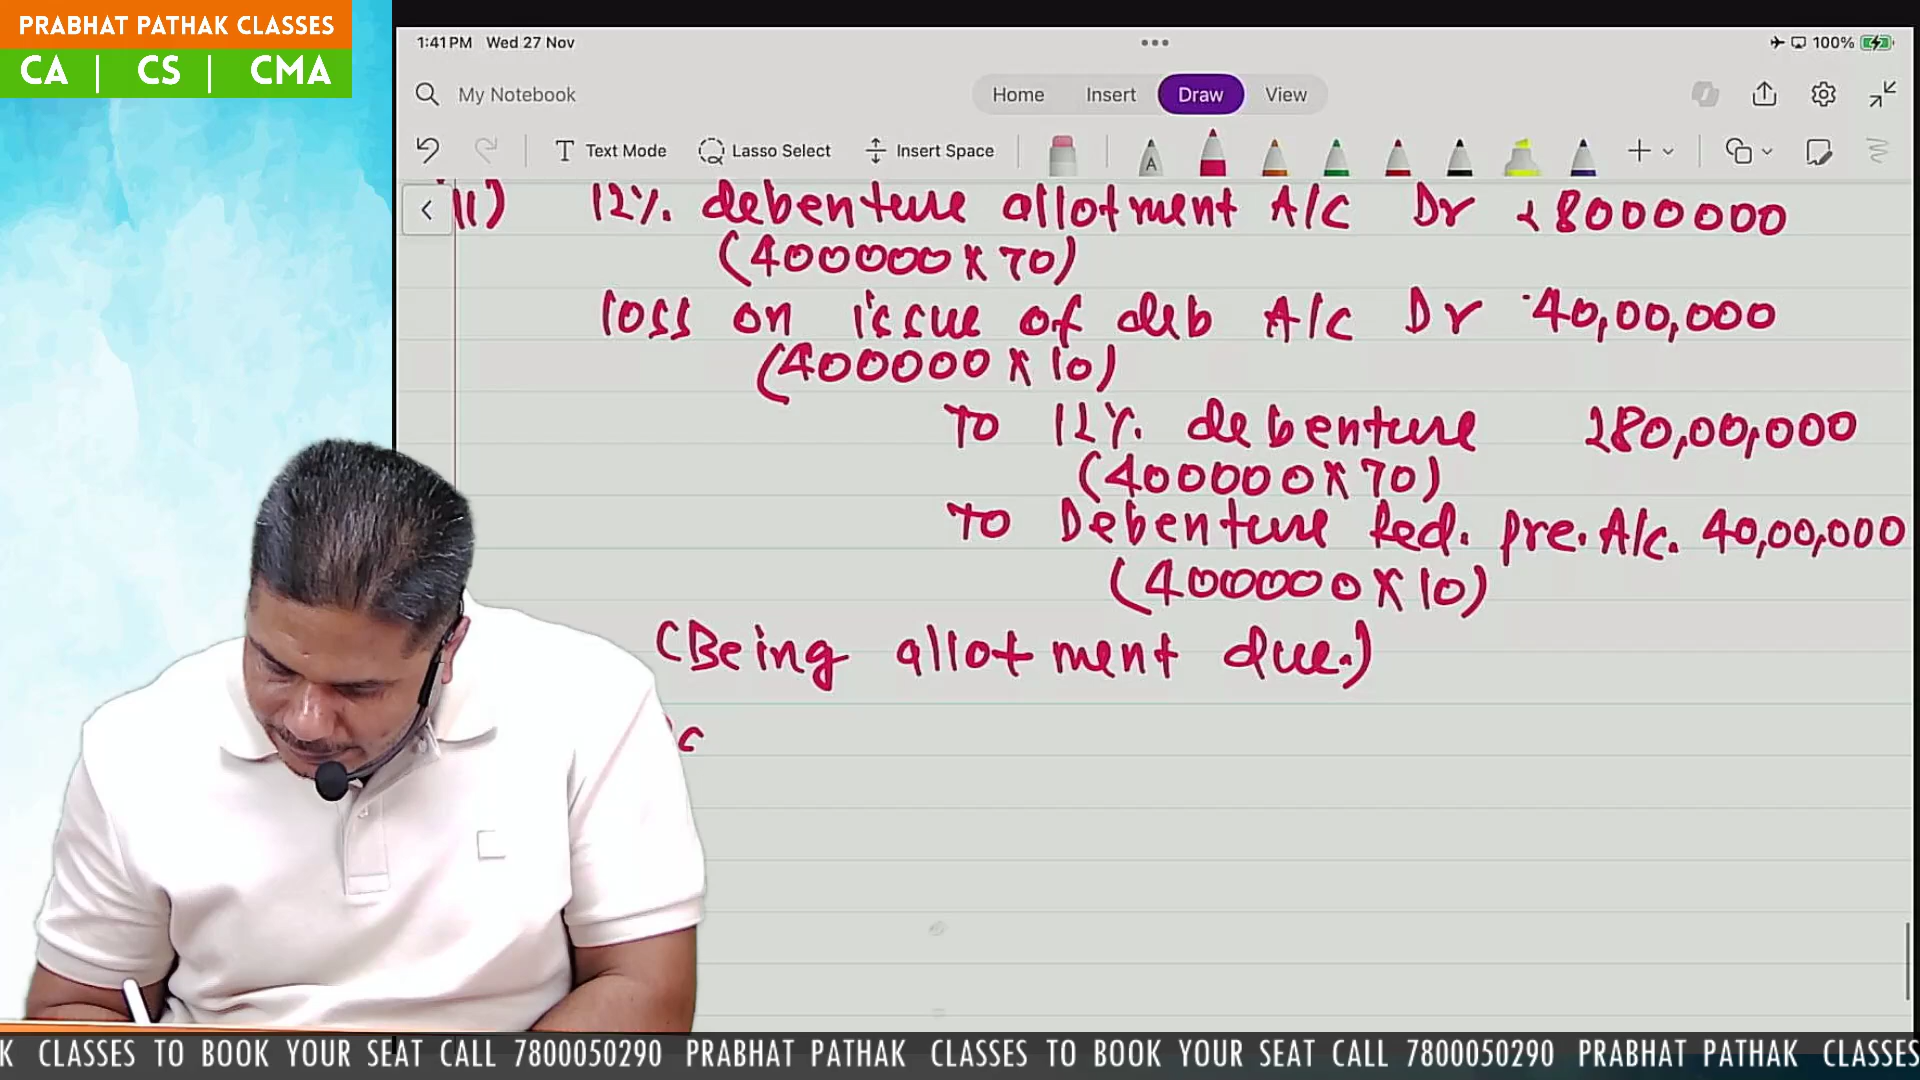 PRABHAT PATHAK CLASSES
CA | CS | CMA
1:41 PM Wed 27 Nov
100%
My Notebook
Home Insert Draw View
T Text Mode Lasso Select Insert Space
A
12%. debenture allotment A/c Dr 28000000
(400000 x 70)
loss on issue of deb A/c Dr 40,00,000
(400000 x 10)
To 12%. debenture 280,00,000
(400000 x 70)
To Debenture Red. pre. A/c. 40,00,000
(400000 x 10)
(Being allotment due.)
K CLASSES TO BOOK YOUR SEAT CALL 7800050290 PRABHAT PATHAK CLASSES TO BOOK YOUR SEAT CALL 7800050290 PRABHAT PATHAK CLASSES